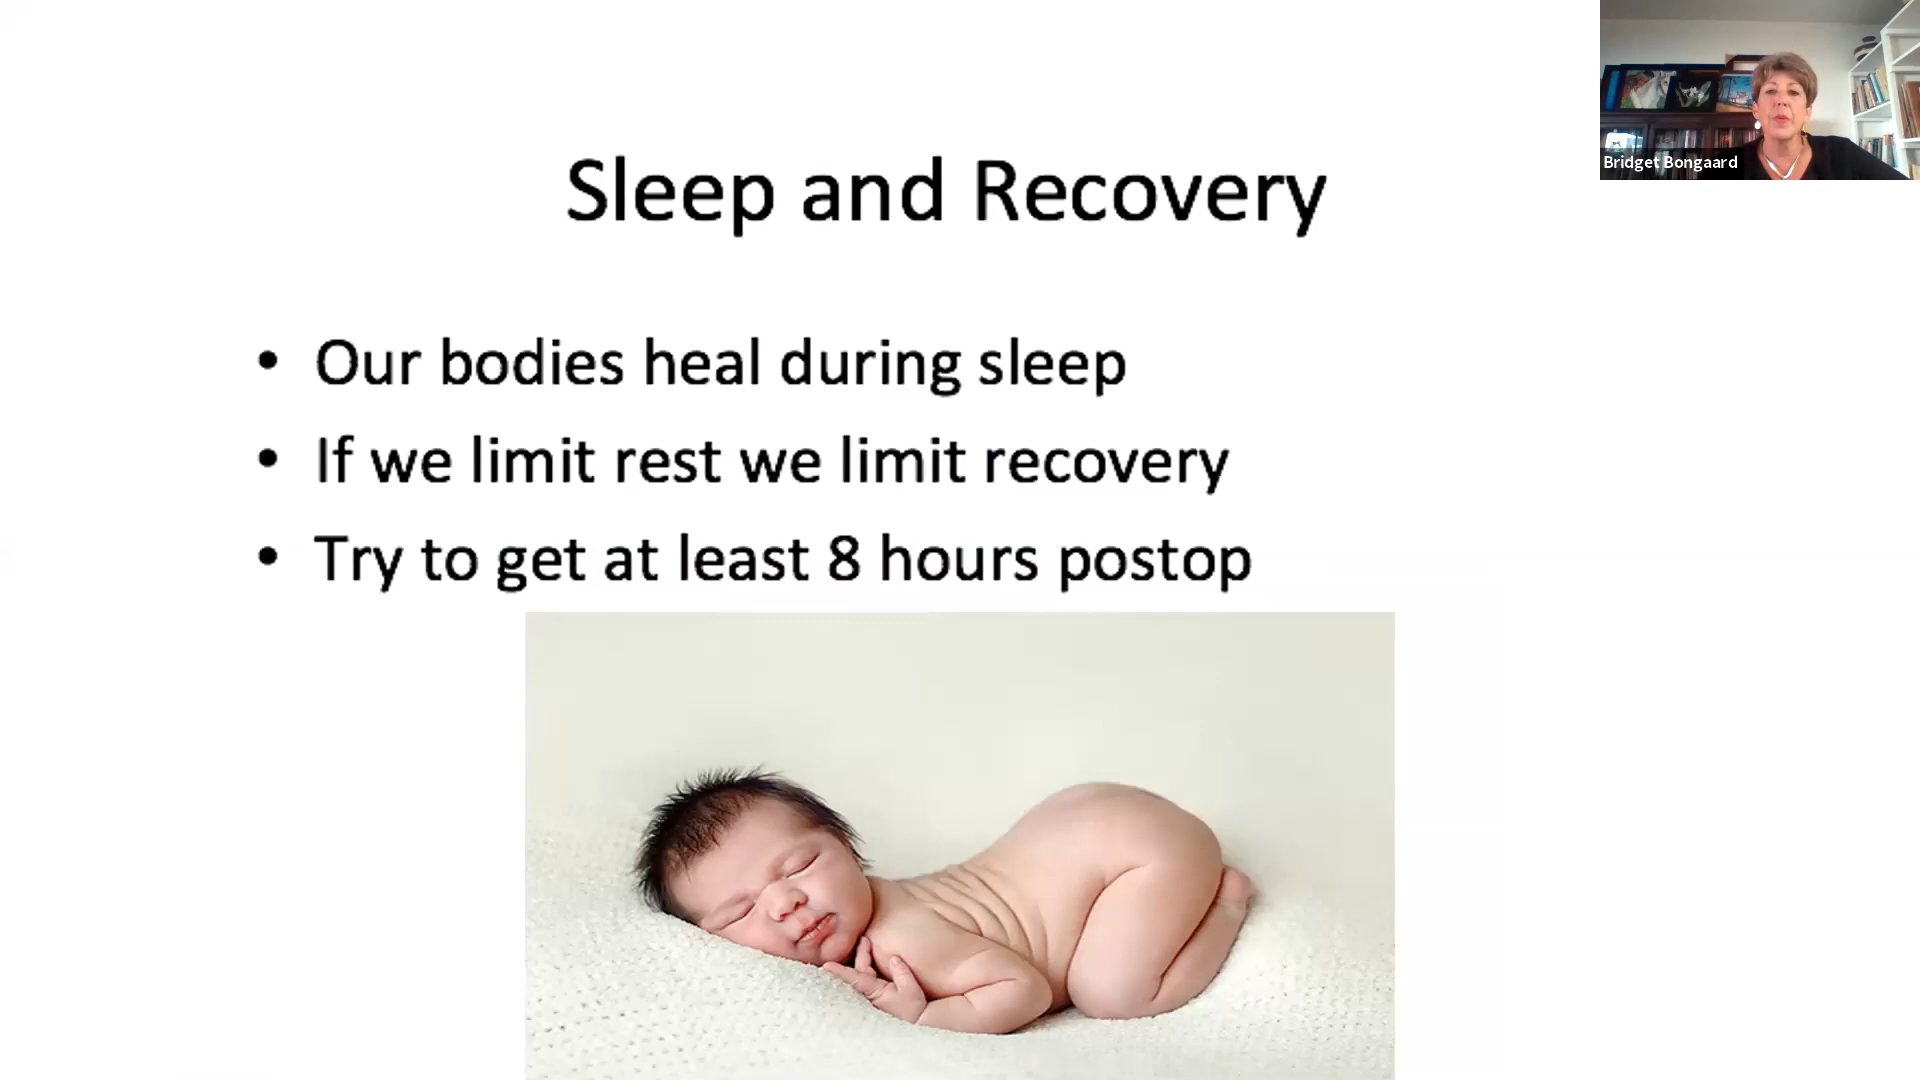 Bridget Bongaard
Sleep and Recovery
• Our bodies heal during sleep
• If we limit rest we limit recovery
• Try to get at least 8 hours postop